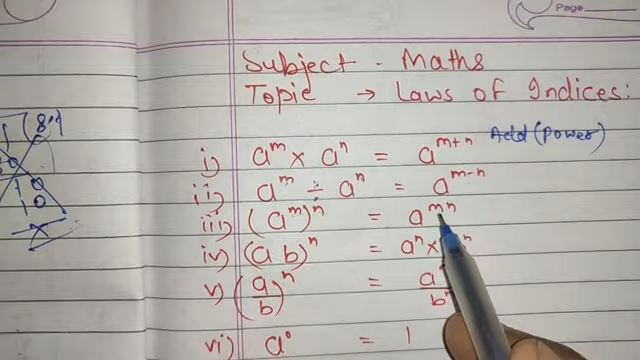 Page
Subject - Maths
Topic → Laws of Indices:
i) a^m × a^n = a^{m+n} Add (Power)
ii) a^m ÷ a^n = a^{m-n}
iii) (a^m)^n = a^{mn}
iv) (ab)^n = a^n ×
v) (a/b)^n = a / b
vi) a^0 = 1